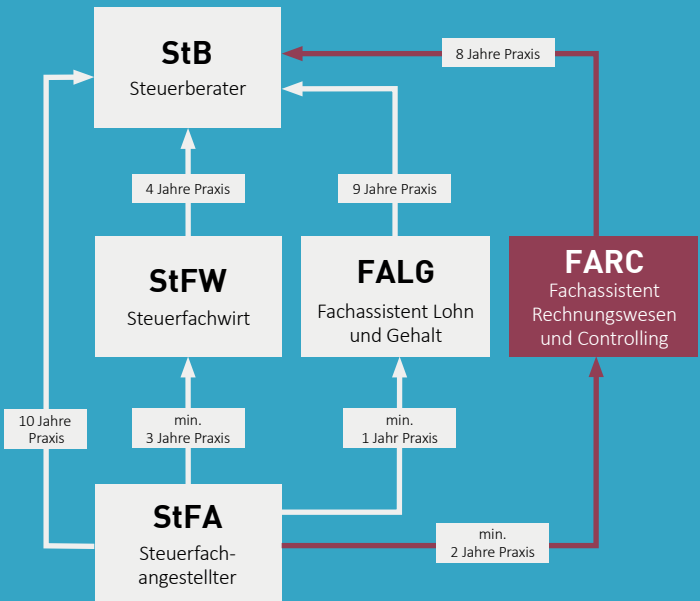 StB
Steuerberater
8 Jahre Praxis
4 Jahre Praxis
9 Jahre Praxis
StFW
Steuerfachwirt
FALG
Fachassistent Lohn
und Gehalt
FARC
Fachassistent
Rechnungswesen
und Controlling
10 Jahre
Praxis
min.
3 Jahre Praxis
min.
1 Jahr Praxis
StFA
Steuerfach-
angestellter
min.
2 Jahre Praxis